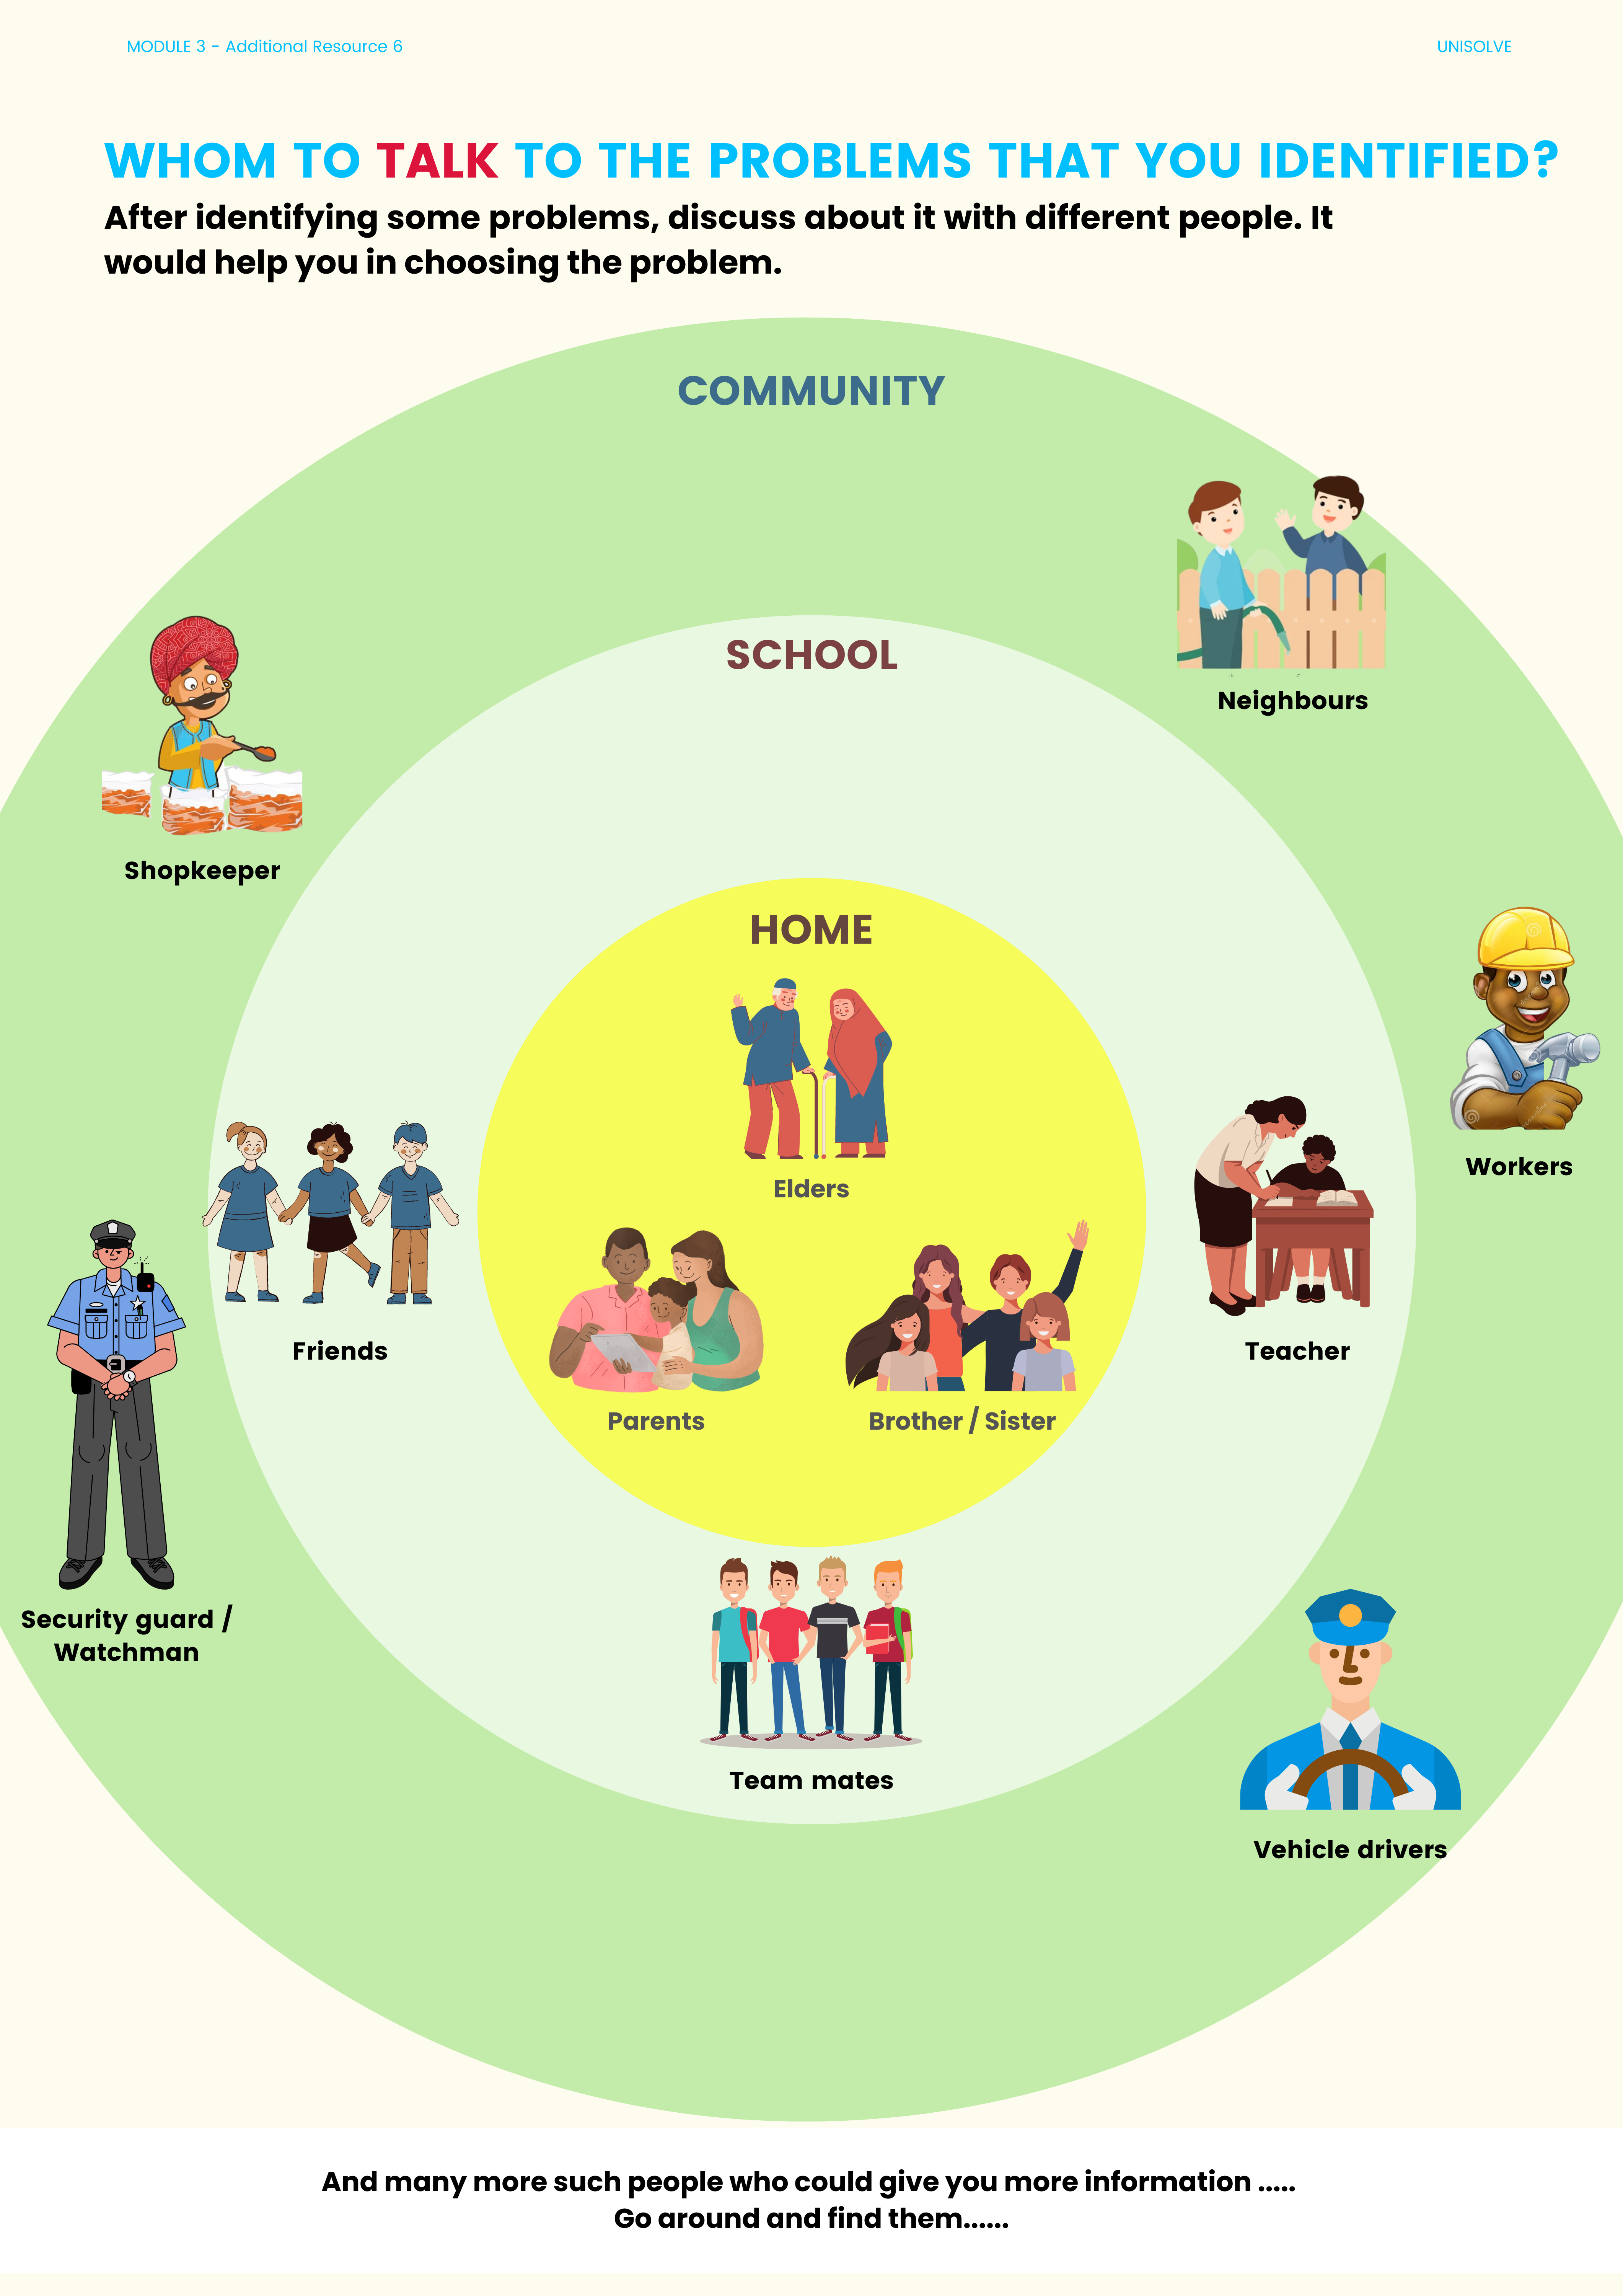 MODULE 3 - Additional Resource 6
UNISOLVE
WHOM TO TALK TO THE PROBLEMS THAT YOU IDENTIFIED?
After identifying some problems, discuss about it with different people. It
would help you in choosing the problem.
COMMUNITY
Neighbours
SCHOOL
Shopkeeper
HOME
Workers
Elders
Friends
Teacher
Parents
Brother / Sister
Security guard /
Watchman
Team mates
Vehicle drivers
And many more such people who could give you more information .....
Go around and find them......